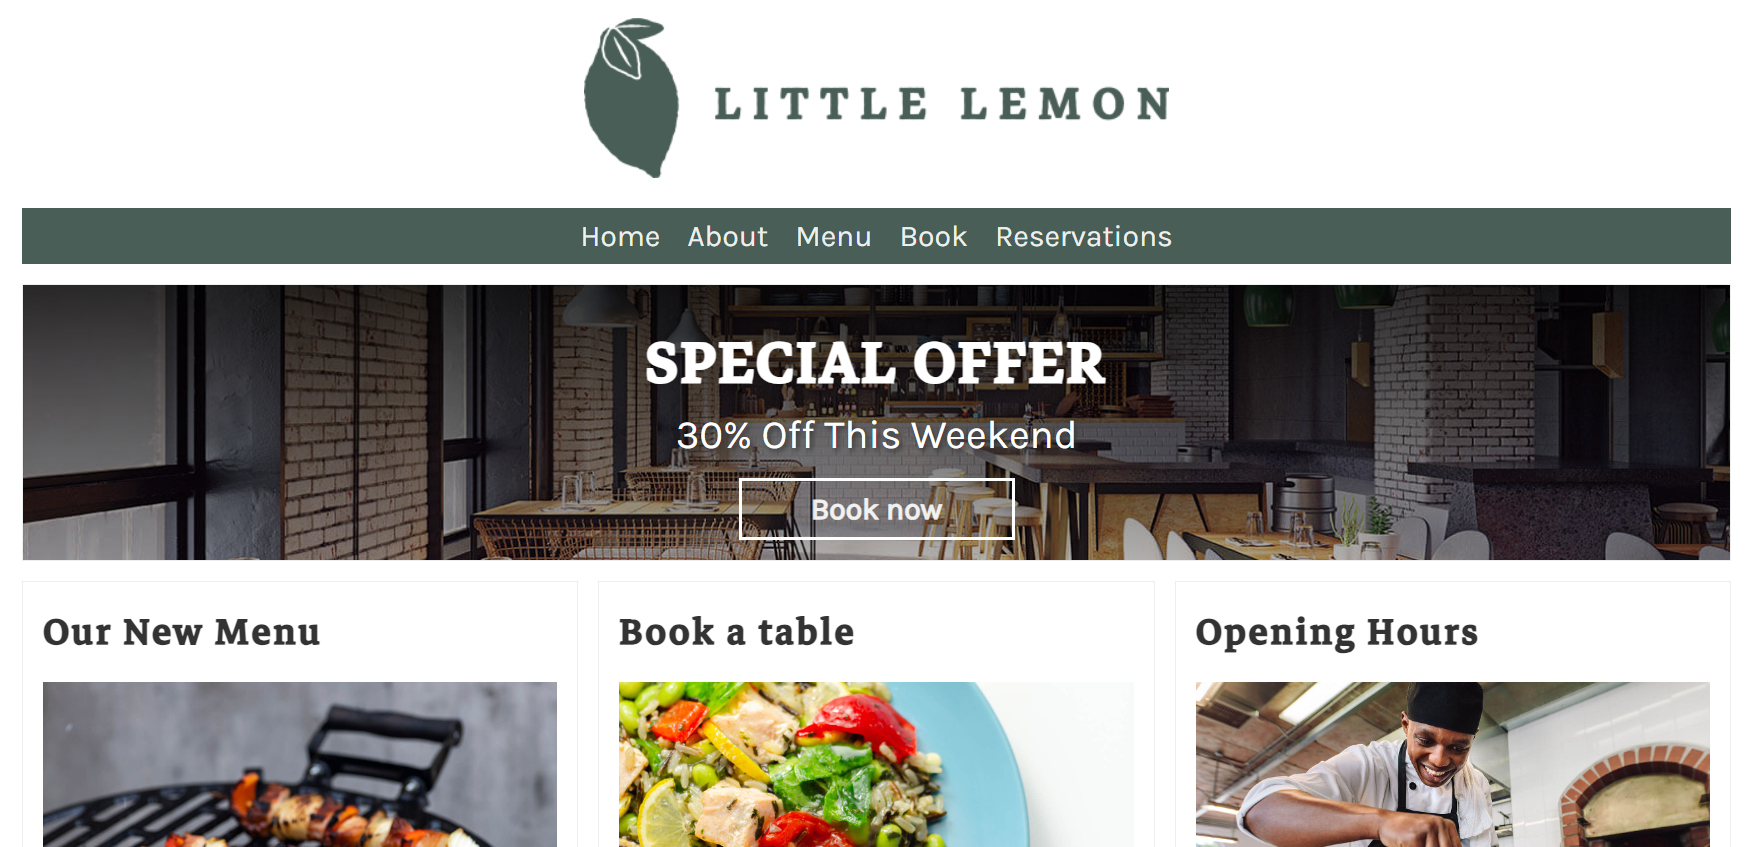 LITTLE LEMON
Home About Menu Book Reservations
SPECIAL OFFER
30% Off This Weekend
Book now
Our New Menu
Book a table
Opening Hours